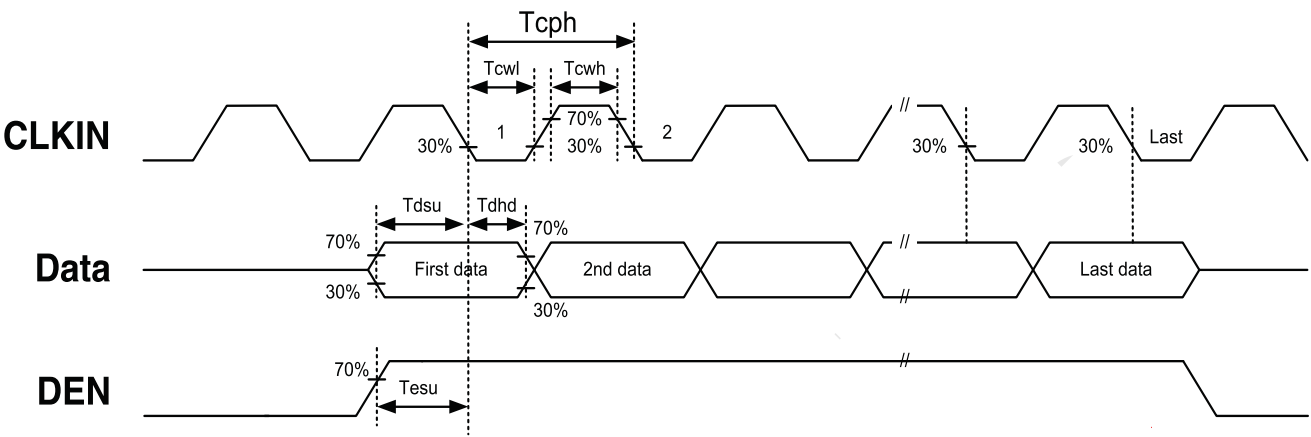 Tcph
Tcwl
Tcwh
CLKIN
30%
1
70%
30%
2
//
30%
30%
Last
Tdsu
Tdhd
70%
70%
//
Data
First data
2nd data
Last data
30%
30%
//
DEN
70%
Tesu
//